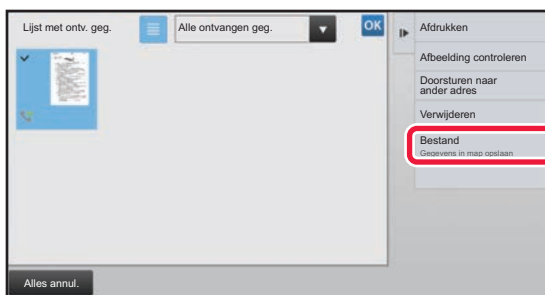 Lijst met ontv. geg.
Alle ontvangen geg.
OK
Afdrukken
Afbeelding controleren
Doorsturen naar
ander adres
Verwijderen
Bestand
Gegevens in map opslaan
Alles annul.